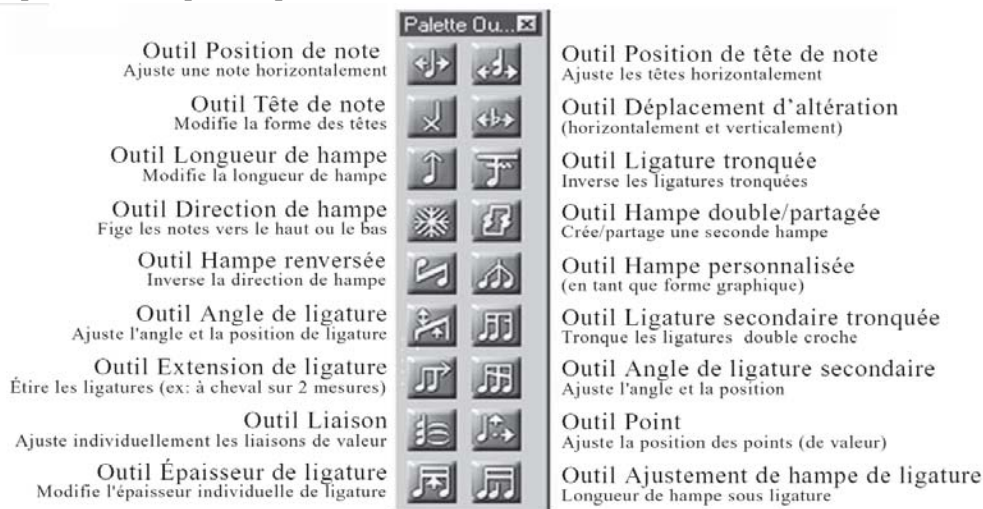 Palette Ou...
Outil Position de note
Ajuste une note horizontalement
Outil Position de tête de note
Ajuste les têtes horizontalement
Outil Tête de note
Modifie la forme des têtes
Outil Déplacement d'altération
(horizontalement et verticalement)
Outil Longueur de hampe
Modifie la longueur de hampe
Outil Ligature tronquée
Inverse les ligatures tronquées
Outil Direction de hampe
Fige les notes vers le haut ou le bas
Outil Hampe double/partagée
Crée/partage une seconde hampe
Outil Hampe renversée
Inverse la direction de hampe
Outil Hampe personnalisée
(en tant que forme graphique)
Outil Angle de ligature
Ajuste l'angle et la position de ligature
Outil Ligature secondaire tronquée
Tronque les ligatures double croche
Outil Extension de ligature
Étire les ligatures (ex: à cheval sur 2 mesures)
Outil Angle de ligature secondaire
Ajuste l'angle et la position
Outil Liaison
Ajuste individuellement les liaisons de valeur
Outil Point
Ajuste la position des points (de valeur)
Outil Épaisseur de ligature
Modifie l'épaisseur individuelle de ligature
Outil Ajustement de hampe de ligature
Longueur de hampe sous ligature